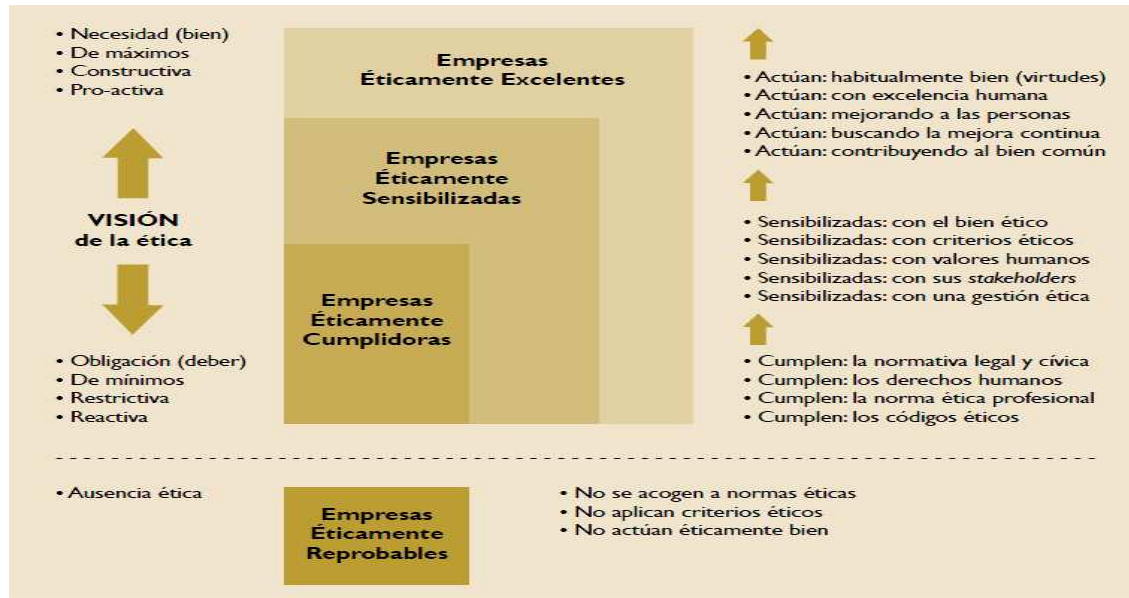 • Necesidad (bien)
• De máximos
• Constructiva
• Pro-activa
VISIÓN
de la ética
• Obligación (deber)
• De mínimos
• Restrictiva
• Reactiva
Empresas
Éticamente Excelentes
Empresas
Éticamente
Sensibilizadas
Empresas
Éticamente
Cumplidoras
• Actúan: habitualmente bien (virtudes)
• Actúan: con excelencia humana
• Actúan: mejorando a las personas
• Actúan: buscando la mejora continua
• Actúan: contribuyendo al bien común
• Sensibilizadas: con el bien ético
• Sensibilizadas: con criterios éticos
• Sensibilizadas: con valores humanos
• Sensibilizadas: con sus stakeholders
• Sensibilizadas: con una gestión ética
• Cumplen: la normativa legal y cívica
• Cumplen: los derechos humanos
• Cumplen: la norma ética profesional
• Cumplen: los códigos éticos
• Ausencia ética
Empresas
Éticamente
Reprobables
• No se acogen a normas éticas
• No aplican criterios éticos
• No actúan éticamente bien